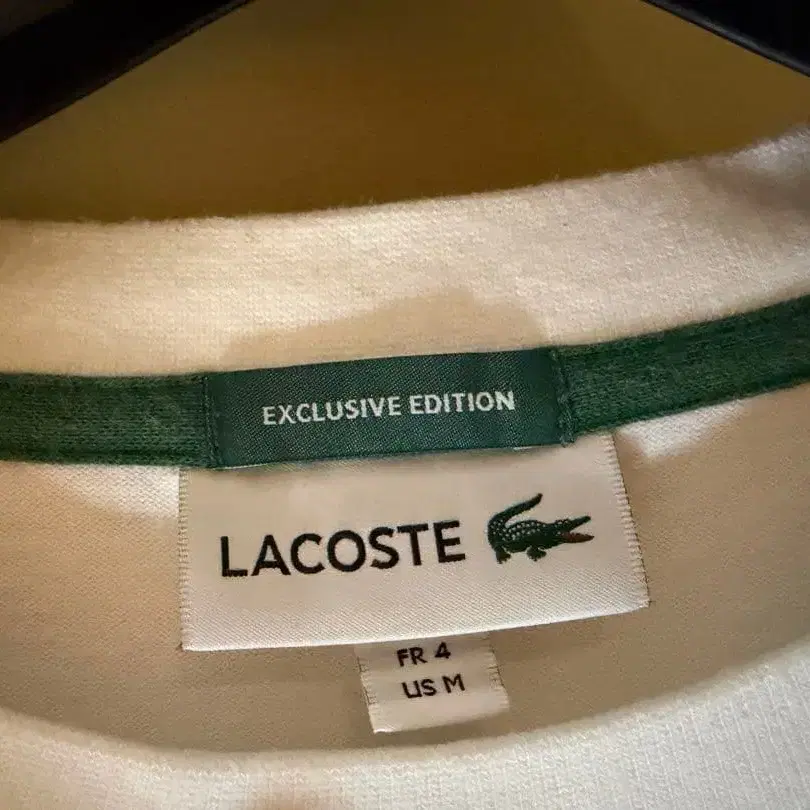 EXCLUSIVE EDITION
LACOSTE
FR 4
US M